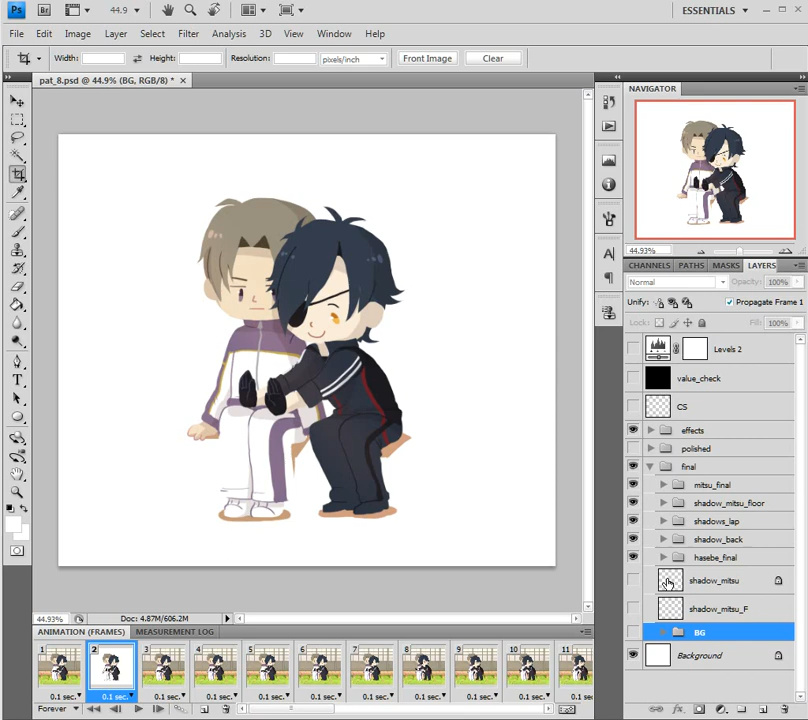 Ps Br 44.9 ESSENTIALS
File Edit Image Layer Select Filter Analysis 3D View Window Help
Width: Height: Resolution: pixels/inch Front Image Clear
pat_8.psd @ 44.9% (BG, RGB/8) *
NAVIGATOR
44.93%
CHANNELS PATHS MASKS LAYERS
Normal Opacity: 100%
Unify: Propagate Frame 1
Lock: Fill: 100%
Levels 2
value_check
CS
effects
polished
final
mitsu_final
shadow_mitsu_floor
shadows_lap
shadow_back
hasebe_final
shadow_mitsu
shadow_mitsu_F
BG
Background
44.93% Doc: 4.87M/606.2M
ANIMATION (FRAMES) MEASUREMENT LOG
1 2 3 4 5 6 7 8 9 10 11
0.1 sec. 0.1 sec. 0.1 sec. 0.1 sec. 0.1 sec. 0.1 sec. 0.1 sec. 0.1 sec. 0.1 sec. 0.1 sec. 0.1 sec.
Forever